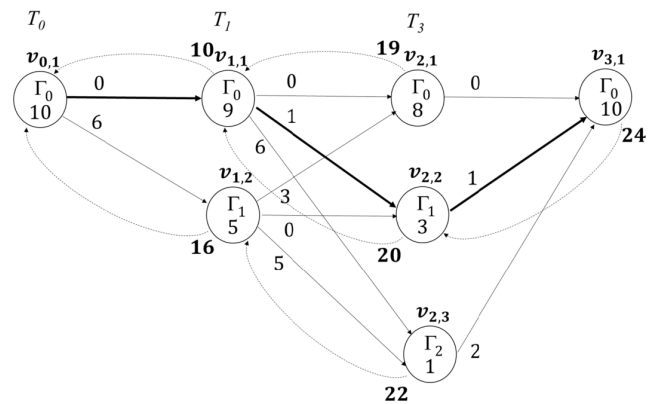 T₀ T₁ T₃
v₀,₁ 10 v₁,₁ 19 v₂,₁ v₃,₁
Γ₀ 0 Γ₀ 0 Γ₀ 0 Γ₀
10 9 8 10
6 1 24
6
v₁,₂ v₂,₂ 1
Γ₁ 3 Γ₁
5 0 3
16 5 20
v₂,₃
Γ₂ 2
1
22